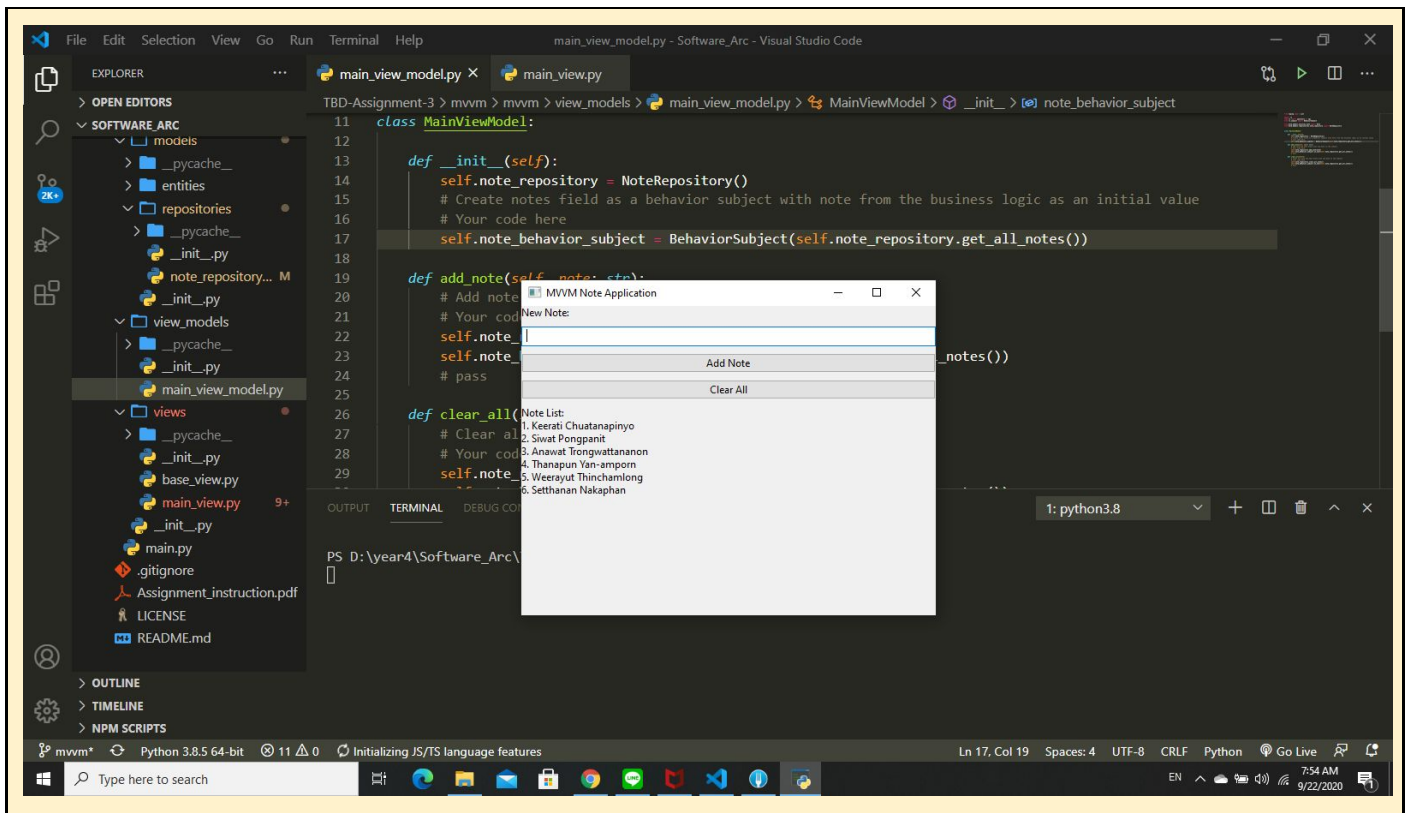 File Edit Selection View Go Run Terminal Help main_view_model.py - Software_Arc - Visual Studio Code
EXPLORER
main_view_model.py
main_view.py
OPEN EDITORS
TBD-Assignment-3 > mvvm > mvvm > view_models > main_view_model.py > MainViewModel > __init__ > note_behavior_subject
SOFTWARE_ARC
models
__pycache__
entities
repositories
__pycache__
__init__.py
note_repository... M
__init__.py
view_models
__pycache__
__init__.py
main_view_model.py
views
__pycache__
__init__.py
base_view.py
main_view.py 9+
__init__.py
main.py
.gitignore
Assignment_instruction.pdf
LICENSE
README.md
OUTLINE
TIMELINE
NPM SCRIPTS
2K+
11 class MainViewModel:
12
13 def __init__(self):
14 self.note_repository = NoteRepository()
15 # Create notes field as a behavior subject with note from the business logic as an initial value
16 # Your code here
17 self.note_behavior_subject = BehaviorSubject(self.note_repository.get_all_notes())
18
19 def add_note(self, note: str):
20 # Add note
21 # Your cod
22 self.note_
23 self.note_ _notes())
24 # pass
25
26 def clear_all(
27 # Clear al
28 # Your cod
29 self.note_
MVVM Note Application
New Note:
Add Note
Clear All
Note List:
1. Keerati Chuatanapinyo
2. Siwat Pongpanit
3. Anawat Trongwattananon
4. Thanapun Yan-amporn
5. Weerayut Thinchamlong
6. Setthanan Nakaphan
OUTPUT TERMINAL DEBUG CO 1: python3.8
PS D:\year4\Software_Arc\
mvvm* Python 3.8.5 64-bit 11 0 Initializing JS/TS language features Ln 17, Col 19 Spaces: 4 UTF-8 CRLF Python Go Live
Type here to search
LINE
EN
7:54 AM
9/22/2020
1